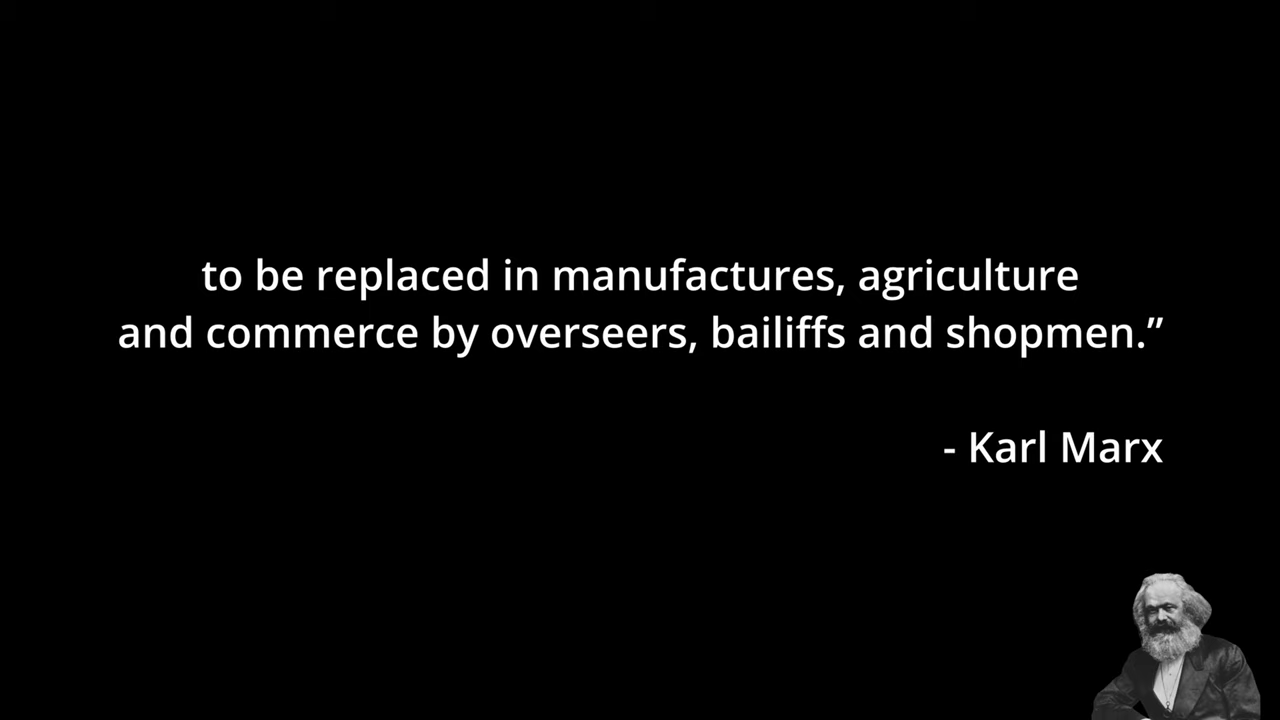 to be replaced in manufactures, agriculture
and commerce by overseers, bailiffs and shopmen.”
- Karl Marx